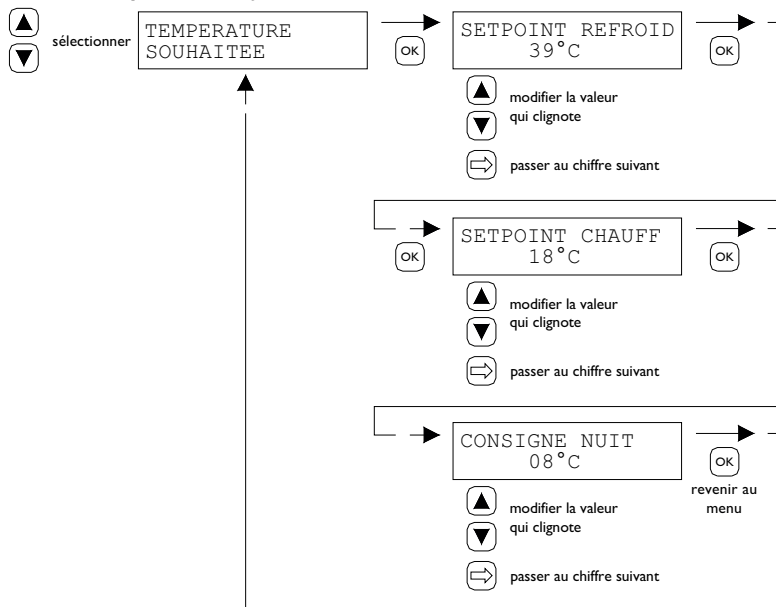 sélectionner
TEMPERATURE
SOUHAITEE
OK
SETPOINT REFROID
39°C
OK
modifier la valeur
qui clignote
passer au chiffre suivant
OK
SETPOINT CHAUFF
18°C
OK
modifier la valeur
qui clignote
passer au chiffre suivant
CONSIGNE NUIT
08°C
OK
revenir au
menu
modifier la valeur
qui clignote
passer au chiffre suivant